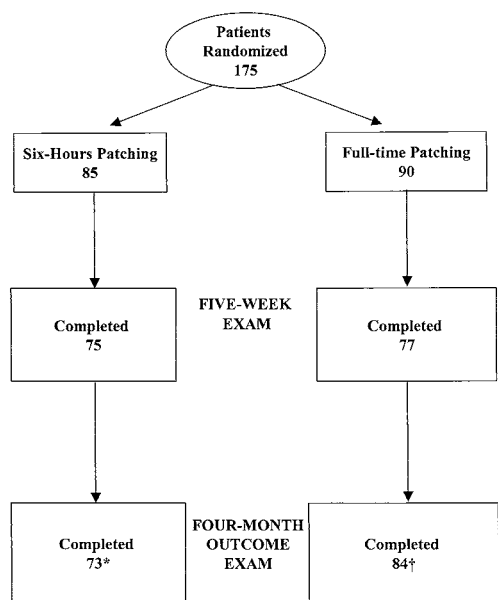 Patients
Randomized
175
Six-Hours Patching
85
Full-time Patching
90
FIVE-WEEK
EXAM
Completed
75
Completed
77
FOUR-MONTH
OUTCOME
EXAM
Completed
73*
Completed
84†